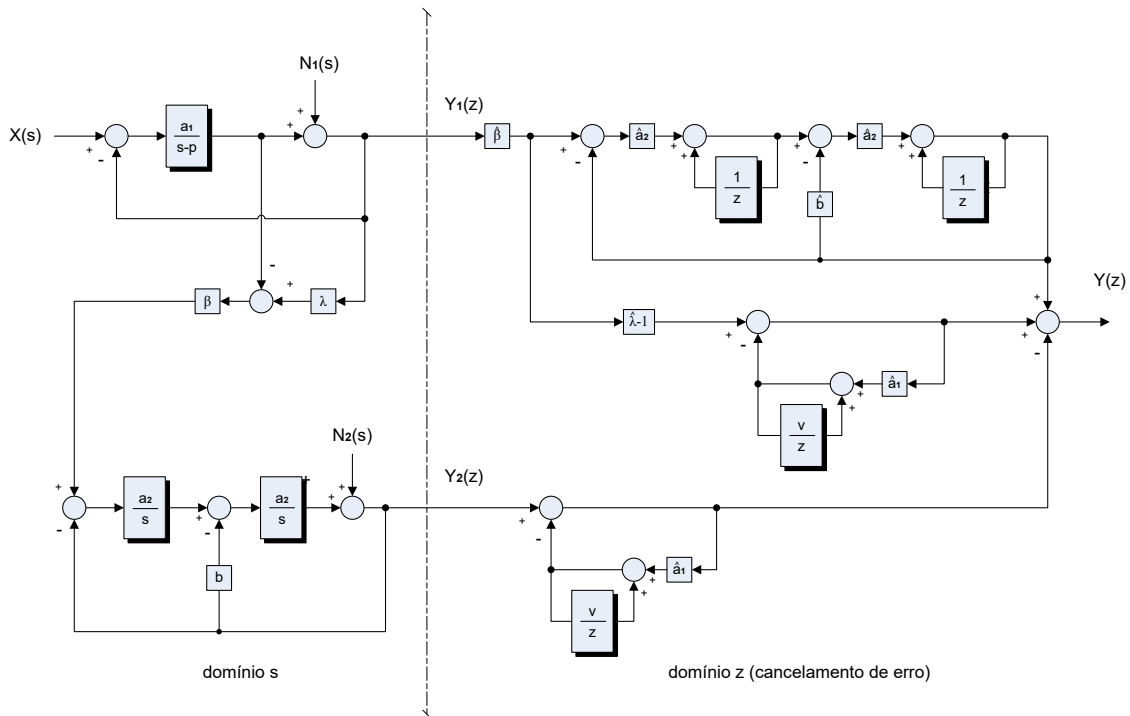 N₁(s)
Y₁(z)
X(s)
+
-
a₁
s-p
+
+
β̂
+
-
â₂
+
+
1
z
+
-
b̂
â₂
+
+
1
z
-
+
λ
β
Y(z)
+
+
-
λ̂-1
+
-
â₁
+
+
v
z
N₂(s)
Y₂(z)
+
-
a₂
s
+
-
a₂
s
+
+
+
b
+
-
â₁
+
+
v
z
domínio s
domínio z (cancelamento de erro)